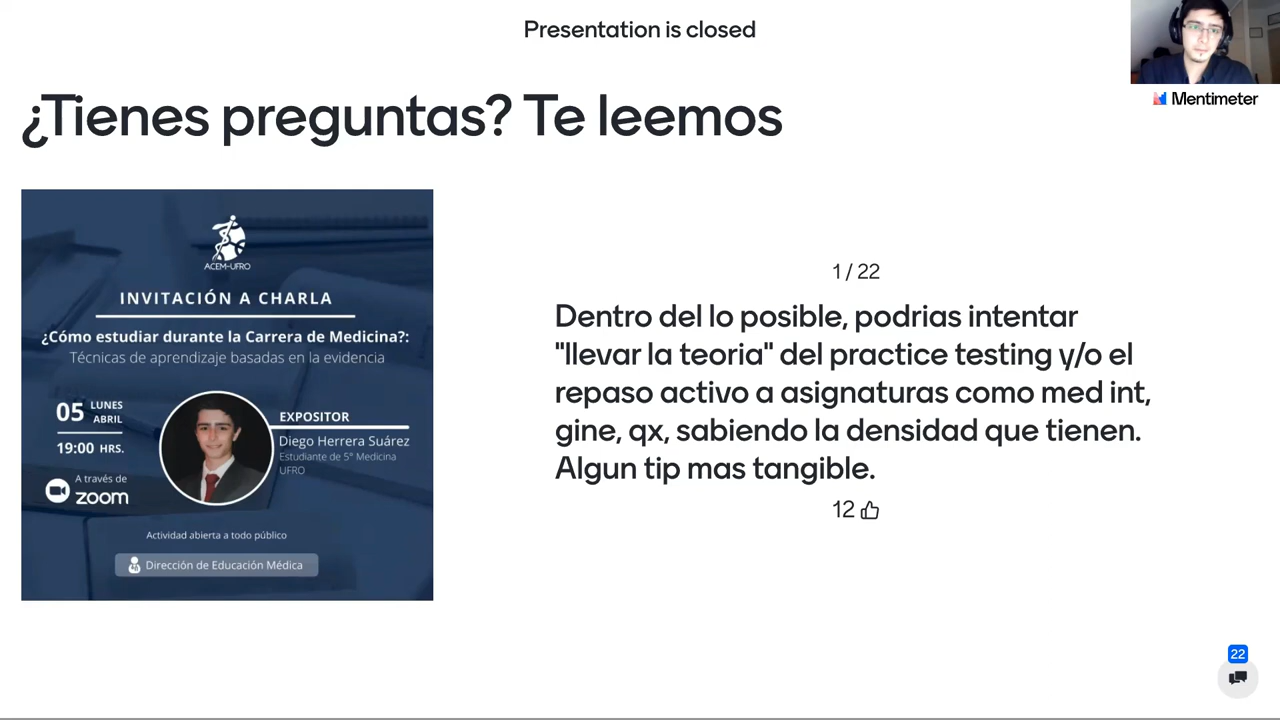 Presentation is closed
Mentimeter
¿Tienes preguntas? Te leemos
ACEM-UFRO
INVITACIÓN A CHARLA
¿Cómo estudiar durante la Carrera de Medicina?:
Técnicas de aprendizaje basadas en la evidencia
05 LUNES
ABRIL
19:00 HRS.
A través de
zoom
EXPOSITOR
Diego Herrera Suárez
Estudiante de 5° Medicina
UFRO
Actividad abierta a todo público
Dirección de Educación Médica
1 / 22
Dentro del lo posible, podrias intentar
"llevar la teoria" del practice testing y/o el
repaso activo a asignaturas como med int,
gine, qx, sabiendo la densidad que tienen.
Algun tip mas tangible.
12
22